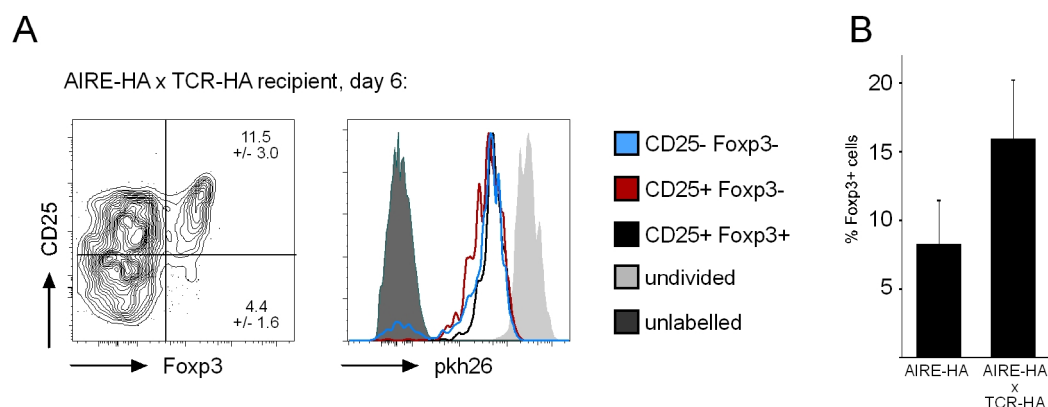 A
AIRE-HA x TCR-HA recipient, day 6:
CD25
11.5
+/- 3.0
4.4
+/- 1.6
Foxp3
pkh26
CD25- Foxp3-
CD25+ Foxp3-
CD25+ Foxp3+
undivided
unlabelled
B
% Foxp3+ cells
20
15
10
5
AIRE-HA
AIRE-HA
x
TCR-HA